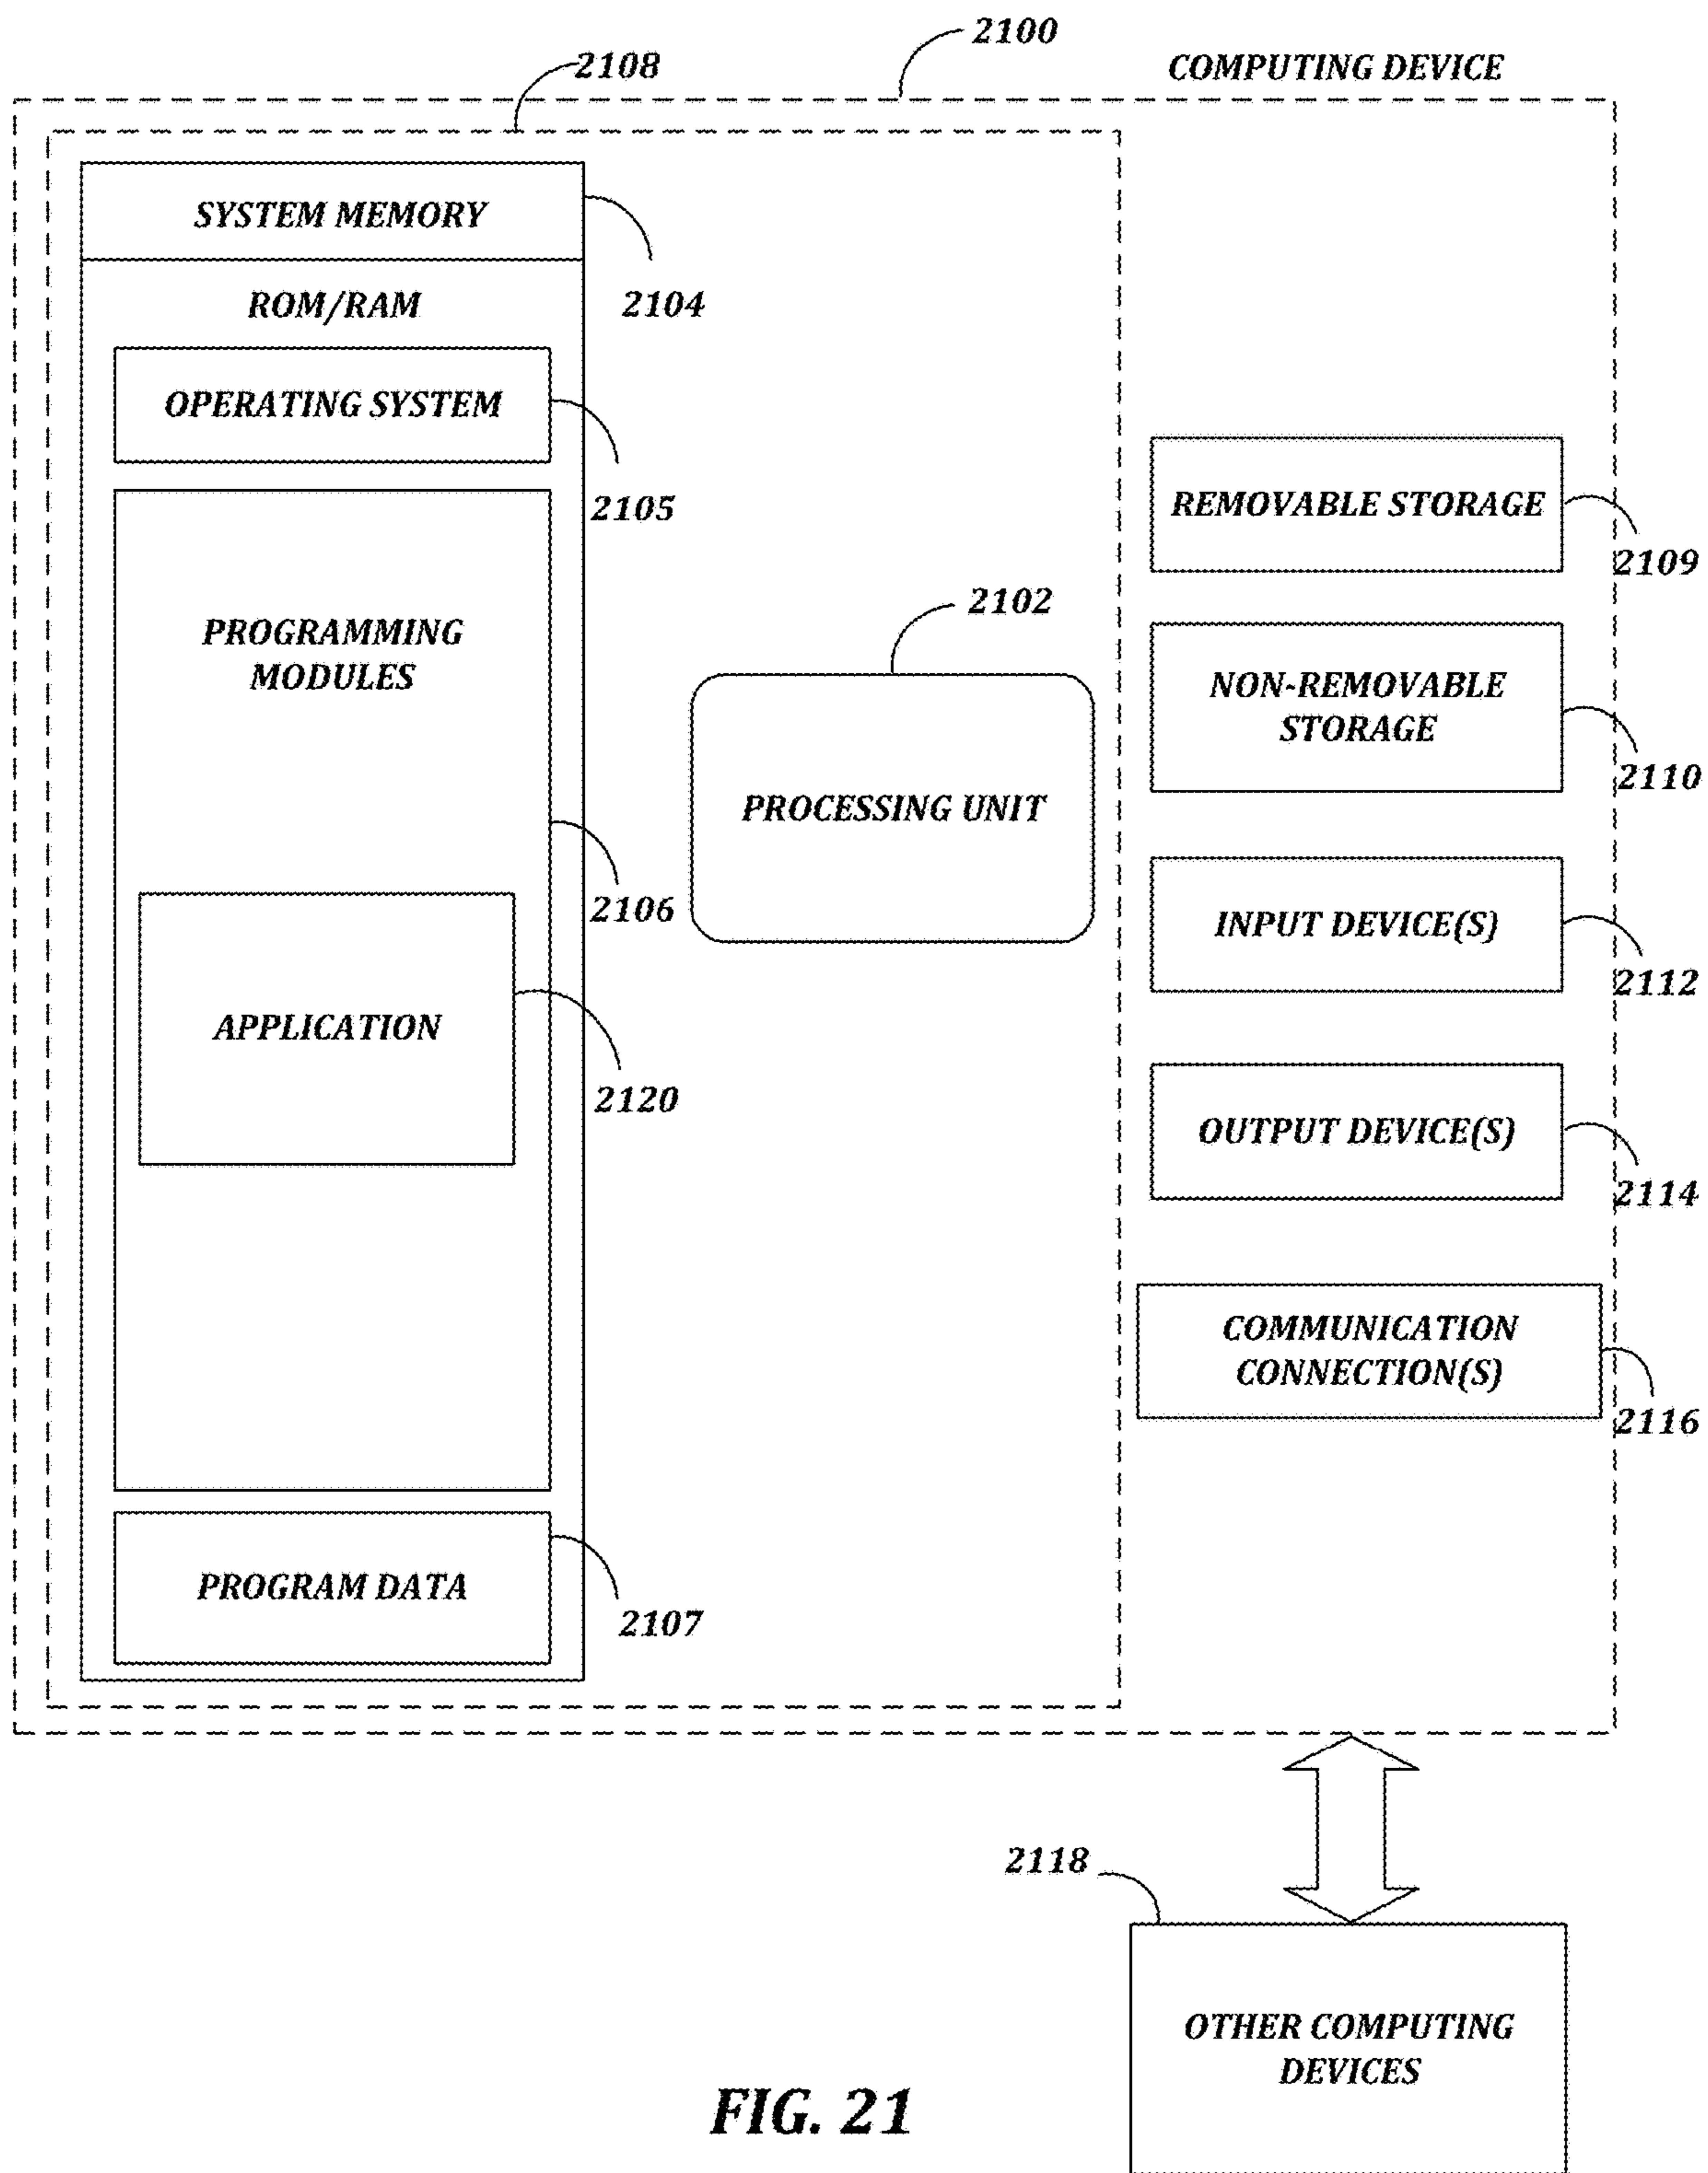 2100
2108
COMPUTING DEVICE
SYSTEM MEMORY
2104
ROM/RAM
OPERATING SYSTEM
2105
PROGRAMMING
MODULES
2106
APPLICATION
2120
PROGRAM DATA
2107
2102
PROCESSING UNIT
REMOVABLE STORAGE
2109
NON-REMOVABLE
STORAGE
2110
INPUT DEVICE(S)
2112
OUTPUT DEVICE(S)
2114
COMMUNICATION
CONNECTION(S)
2116
2118
OTHER COMPUTING
DEVICES
FIG. 21